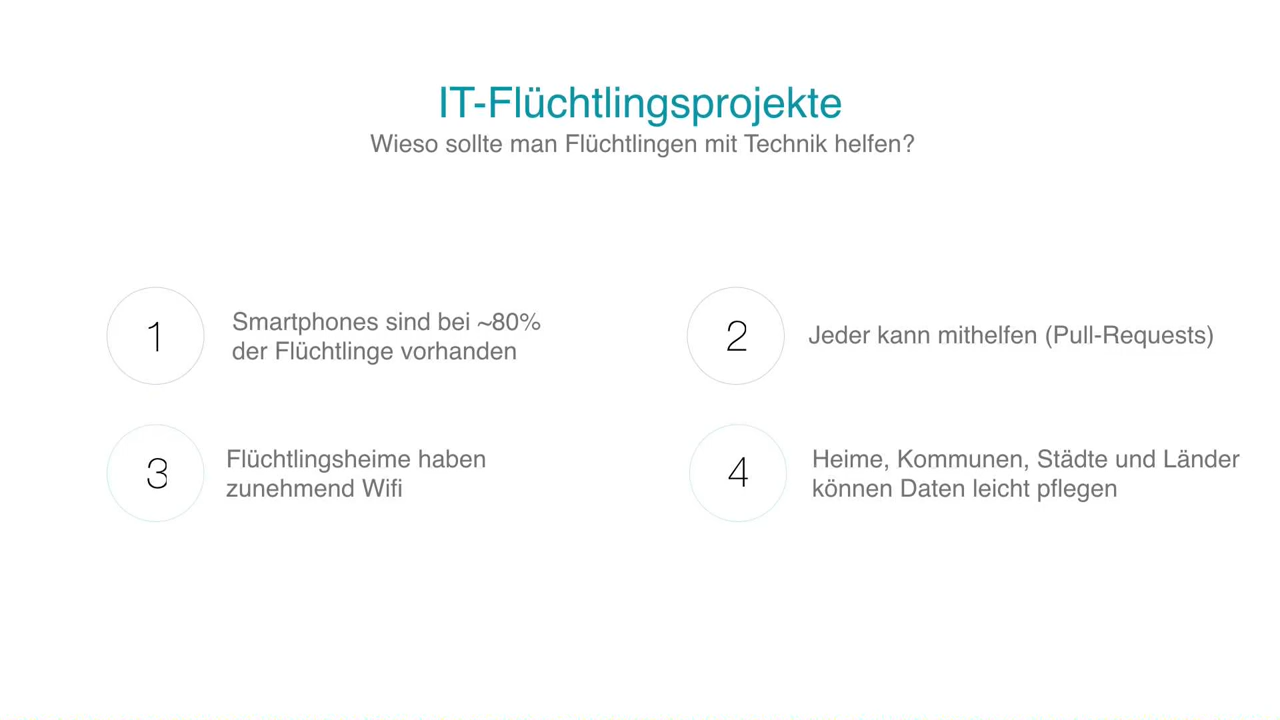 IT-Flüchtlingsprojekte
Wieso sollte man Flüchtlingen mit Technik helfen?
1
Smartphones sind bei ~80%
der Flüchtlinge vorhanden
2
Jeder kann mithelfen (Pull-Requests)
3
Flüchtlingsheime haben
zunehmend Wifi
4
Heime, Kommunen, Städte und Länder
können Daten leicht pflegen